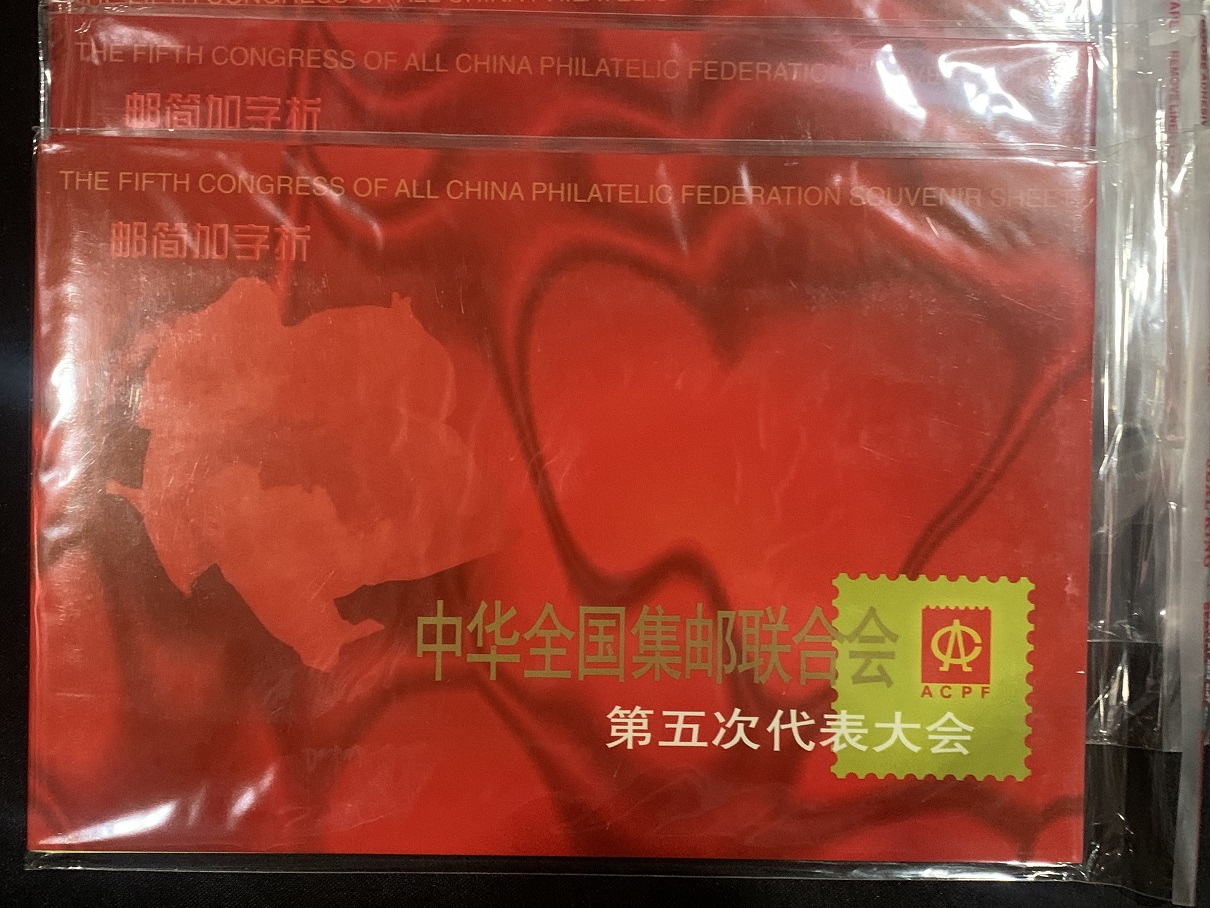 THE FIFTH CONGRESS OF ALL CHINA PHILATELIC FEDERATION
邮简加字折
THE FIFTH CONGRESS OF ALL CHINA PHILATELIC FEDERATION SOUVENIR SHEET
邮简加字折
中华全国集邮联合会
ACPF
第五次代表大会